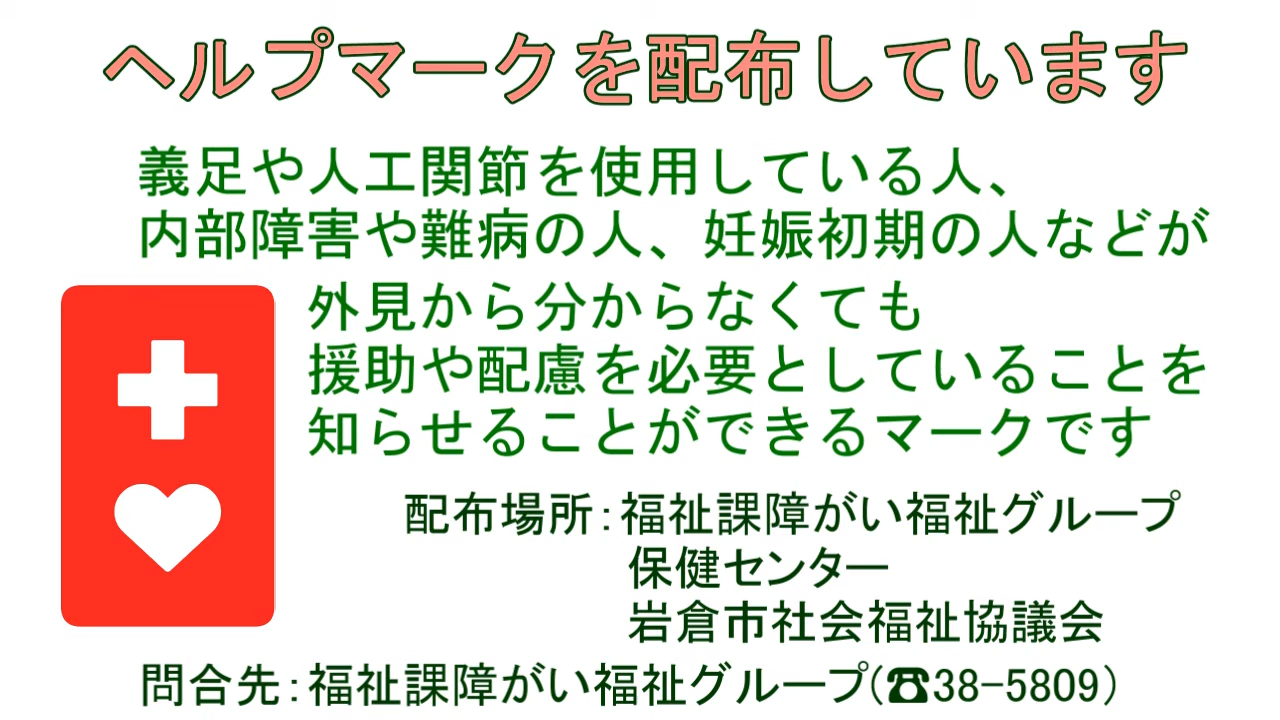 ヘルプマークを配布しています
義足や人工関節を使用している人、
内部障害や難病の人、妊娠初期の人などが
外見から分からなくても
援助や配慮を必要としていることを
知らせることができるマークです
配布場所：福祉課障がい福祉グループ
保健センター
岩倉市社会福祉協議会
問合先：福祉課障がい福祉グループ(☎38-5809)